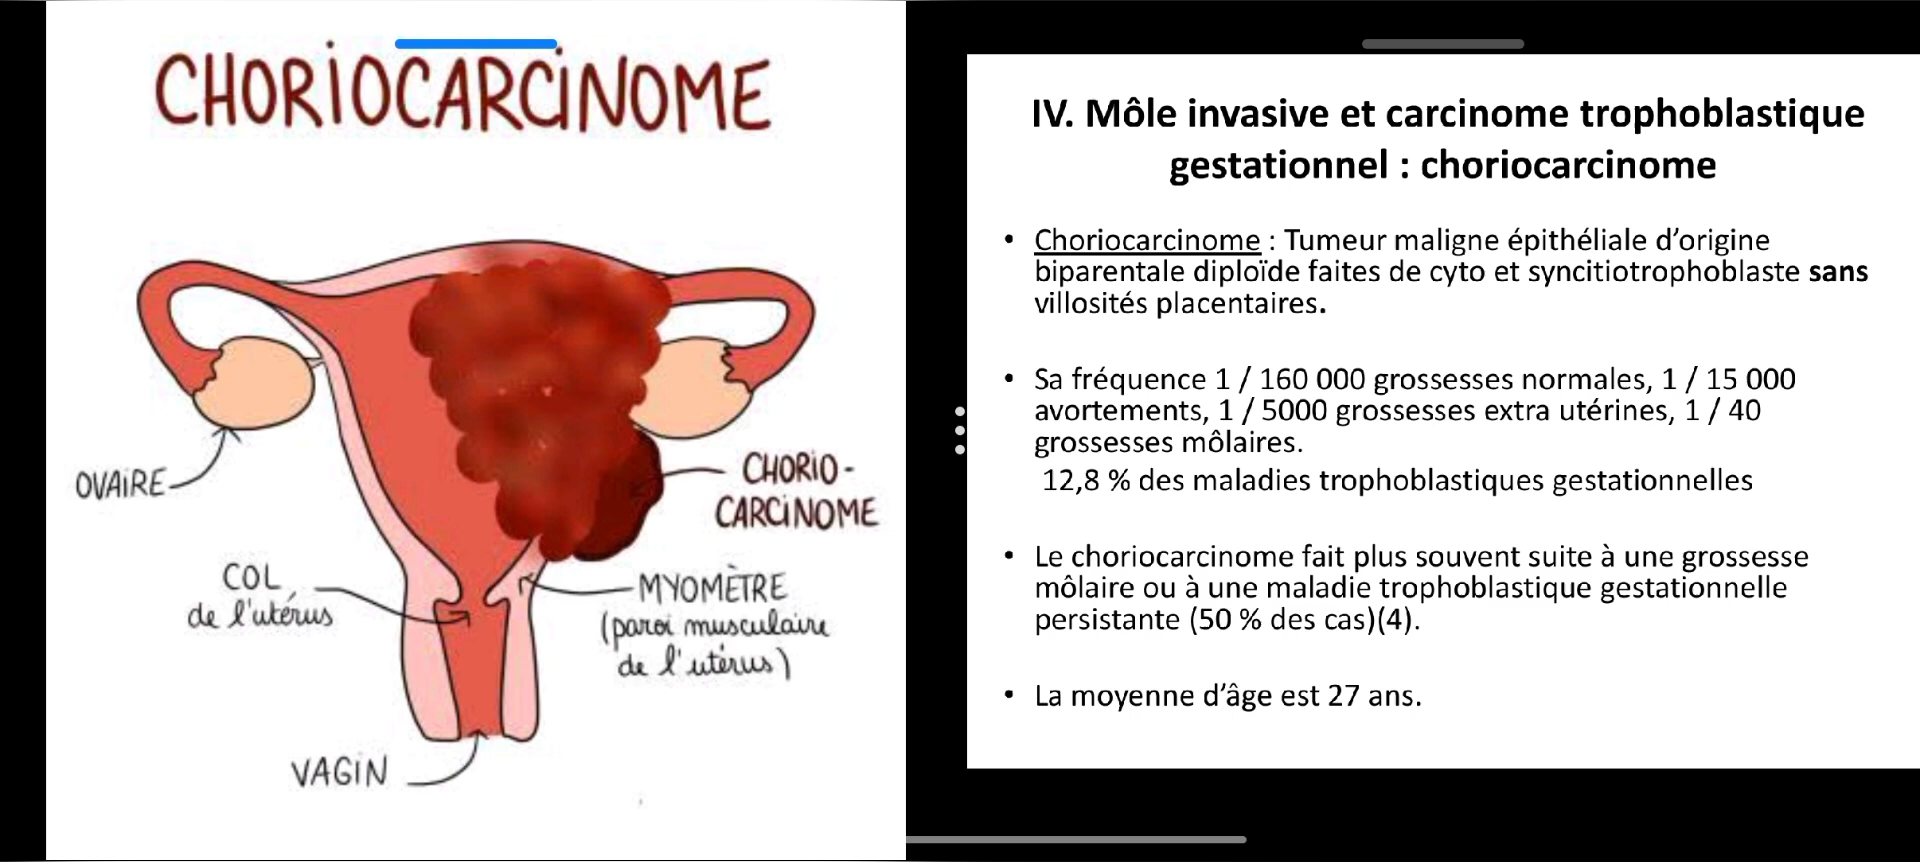 CHORIOCARCINOME
OVAIRE
CHORIO-
CARCINOME
COL
de l'utérus
MYOMÈTRE
(paroi musculaire
de l'utérus)
VAGIN
IV. Môle invasive et carcinome trophoblastique
gestationnel : choriocarcinome
• Choriocarcinome : Tumeur maligne épithéliale d’origine
biparentale diploïde faites de cyto et syncitiotrophoblaste sans
villosités placentaires.
• Sa fréquence 1 / 160 000 grossesses normales, 1 / 15 000
avortements, 1 / 5000 grossesses extra utérines, 1 / 40
grossesses môlaires.
12,8 % des maladies trophoblastiques gestationnelles
• Le choriocarcinome fait plus souvent suite à une grossesse
môlaire ou à une maladie trophoblastique gestationnelle
persistante (50 % des cas)(4).
• La moyenne d’âge est 27 ans.